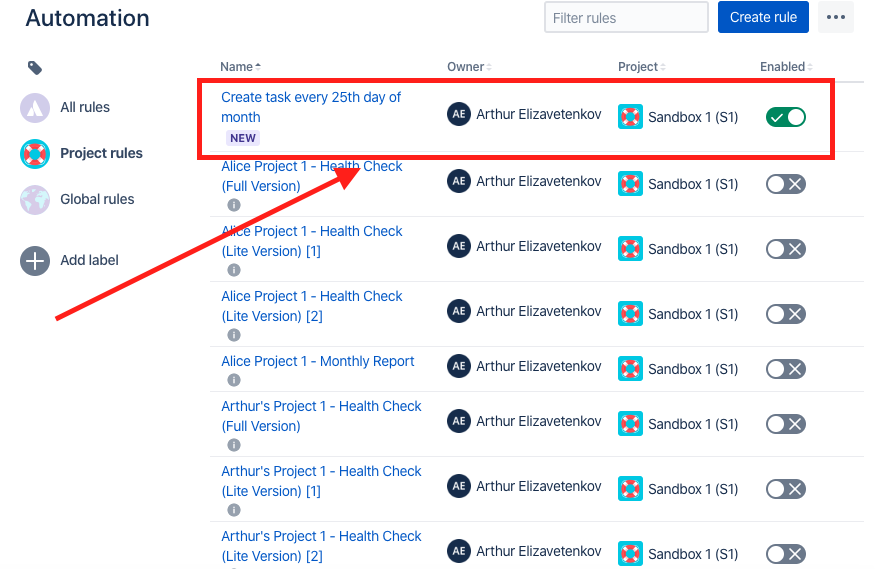 Automation
Filter rules
Create rule
Name
Owner
Project
Enabled
All rules
Project rules
Global rules
Add label
Create task every 25th day of
month
NEW
AE Arthur Elizavetenkov
Sandbox 1 (S1)
Alice Project 1 - Health Check
(Full Version)
AE Arthur Elizavetenkov
Sandbox 1 (S1)
Alice Project 1 - Health Check
(Lite Version) [1]
AE Arthur Elizavetenkov
Sandbox 1 (S1)
Alice Project 1 - Health Check
(Lite Version) [2]
AE Arthur Elizavetenkov
Sandbox 1 (S1)
Alice Project 1 - Monthly Report
AE Arthur Elizavetenkov
Sandbox 1 (S1)
Arthur's Project 1 - Health Check
(Full Version)
AE Arthur Elizavetenkov
Sandbox 1 (S1)
Arthur's Project 1 - Health Check
(Lite Version) [1]
AE Arthur Elizavetenkov
Sandbox 1 (S1)
Arthur's Project 1 - Health Check
(Lite Version) [2]
AE Arthur Elizavetenkov
Sandbox 1 (S1)